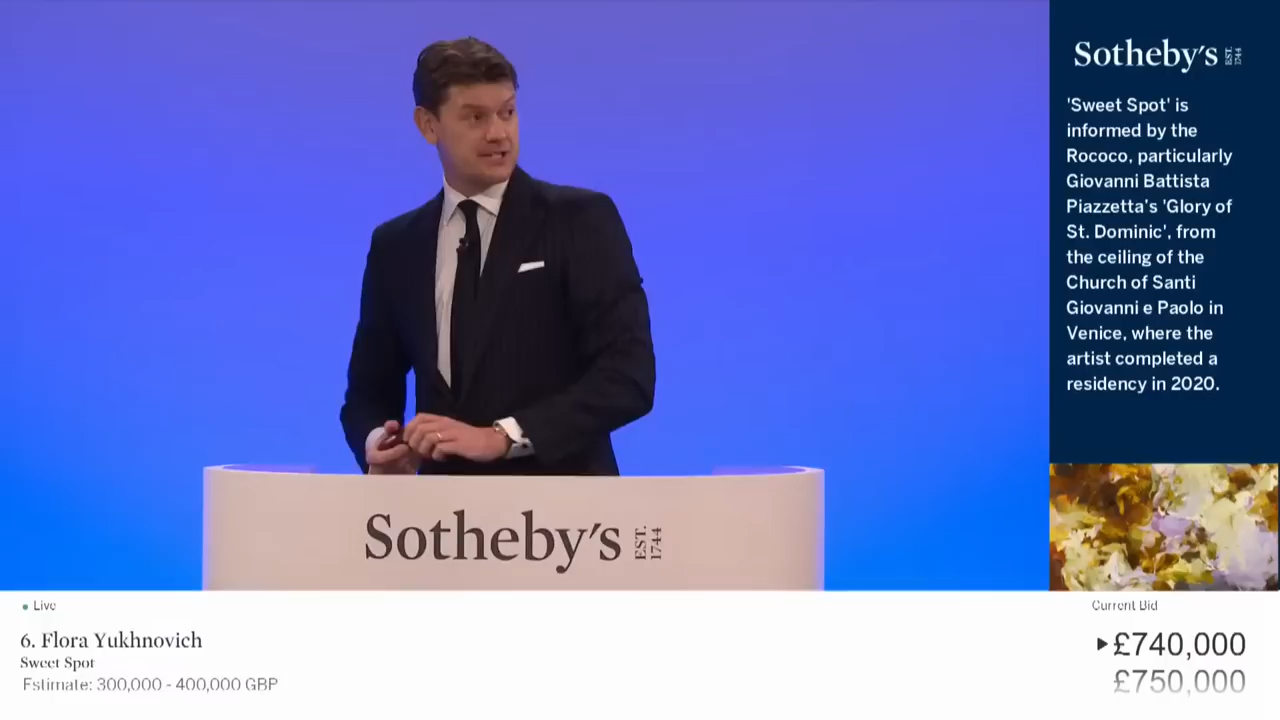 Sotheby's EST. 1744
'Sweet Spot' is
informed by the
Rococo, particularly
Giovanni Battista
Piazzetta's 'Glory of
St. Dominic', from
the ceiling of the
Church of Santi
Giovanni e Paolo in
Venice, where the
artist completed a
residency in 2020.
Sotheby's EST. 1744
Live
6. Flora Yukhnovich
Sweet Spot
Estimate: 300,000 - 400,000 GBP
Current Bid
£740,000
£750,000